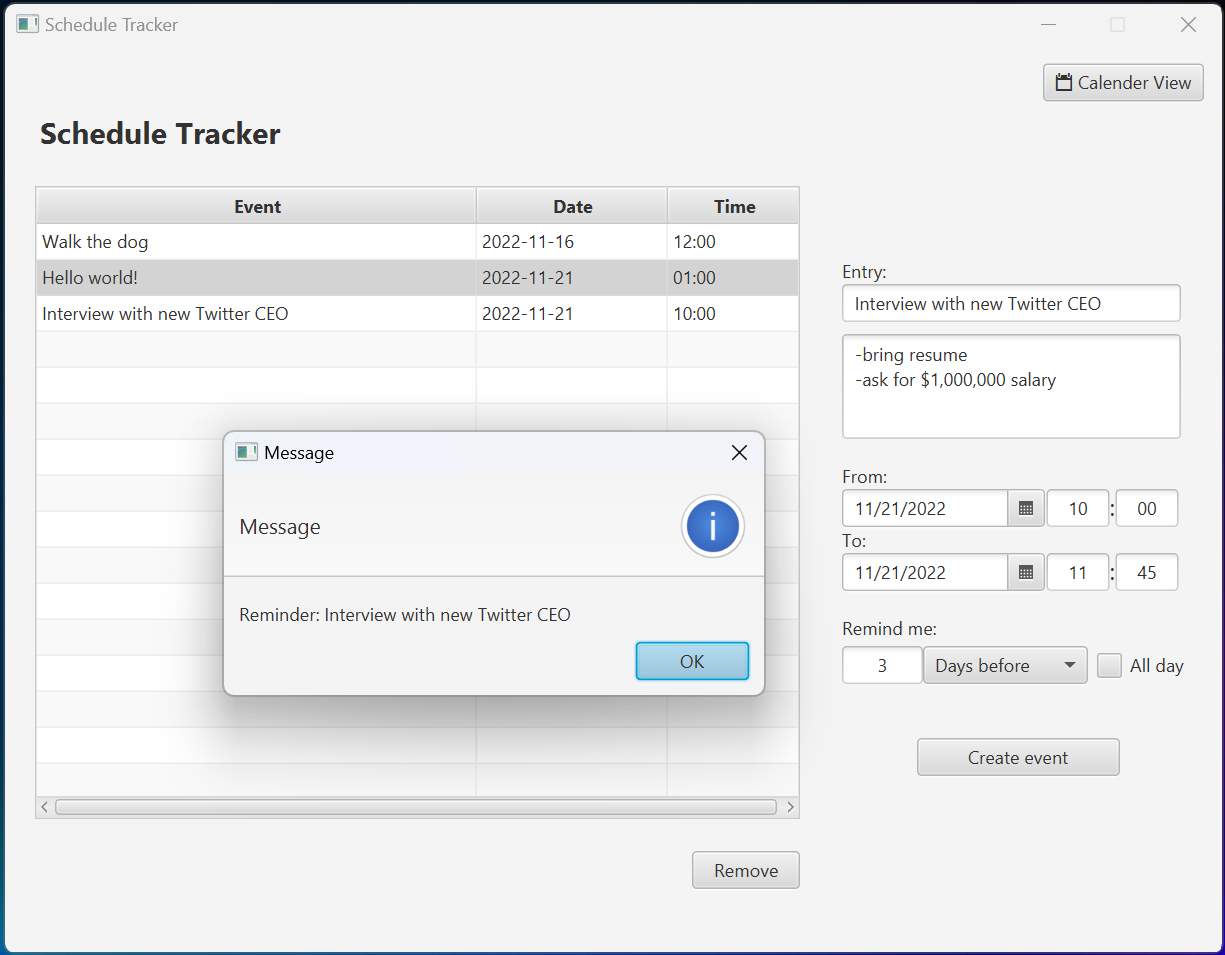 Schedule Tracker
Calender View
Schedule Tracker
Event Date Time
Walk the dog 2022-11-16 12:00
Hello world! 2022-11-21 01:00
Interview with new Twitter CEO 2022-11-21 10:00
Message
Message
Reminder: Interview with new Twitter CEO
OK
Remove
Entry:
Interview with new Twitter CEO
-bring resume
-ask for $1,000,000 salary
From:
11/21/2022 10 : 00
To:
11/21/2022 11 : 45
Remind me:
3 Days before All day
Create event